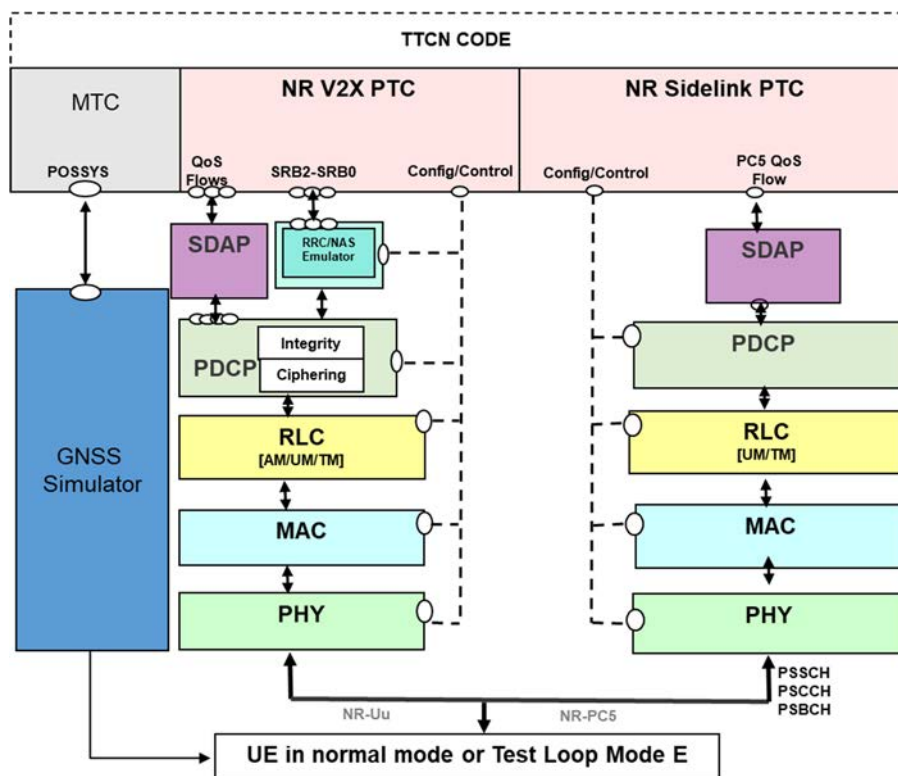 TTCN CODE
MTC
NR V2X PTC
NR Sidelink PTC
POSSYS
QoS
Flows
SRB2-SRB0
Config/Control
Config/Control
PC5 QoS
Flow
SDAP
RRC/NAS
Emulator
SDAP
PDCP
Integrity
Ciphering
PDCP
GNSS
Simulator
RLC
[AM/UM/TM]
RLC
[UM/TM]
MAC
MAC
PHY
PHY
PSSCH
PSCCH
PSBCH
NR-Uu
NR-PC5
UE in normal mode or Test Loop Mode E